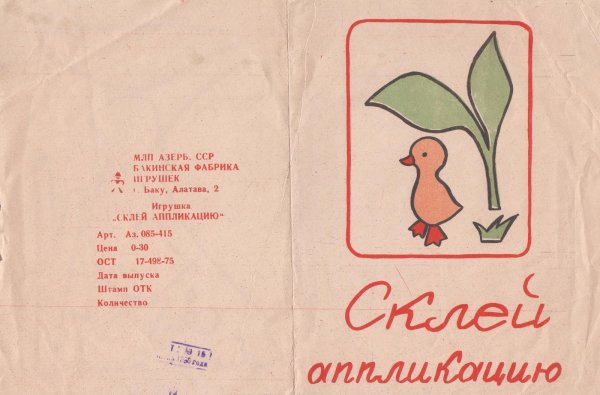 МЛП АЗЕРБ. ССР
БАКИНСКАЯ ФАБРИКА
ИГРУШЕК
г. Баку, Алатава, 2
Игрушка
„СКЛЕЙ АППЛИКАЦИЮ“
Арт. Аз. 085-415
Цена 0-30
ОСТ 17-498-75
Дата выпуска
Штамп ОТК
Количество
года
Склей
аппликацию